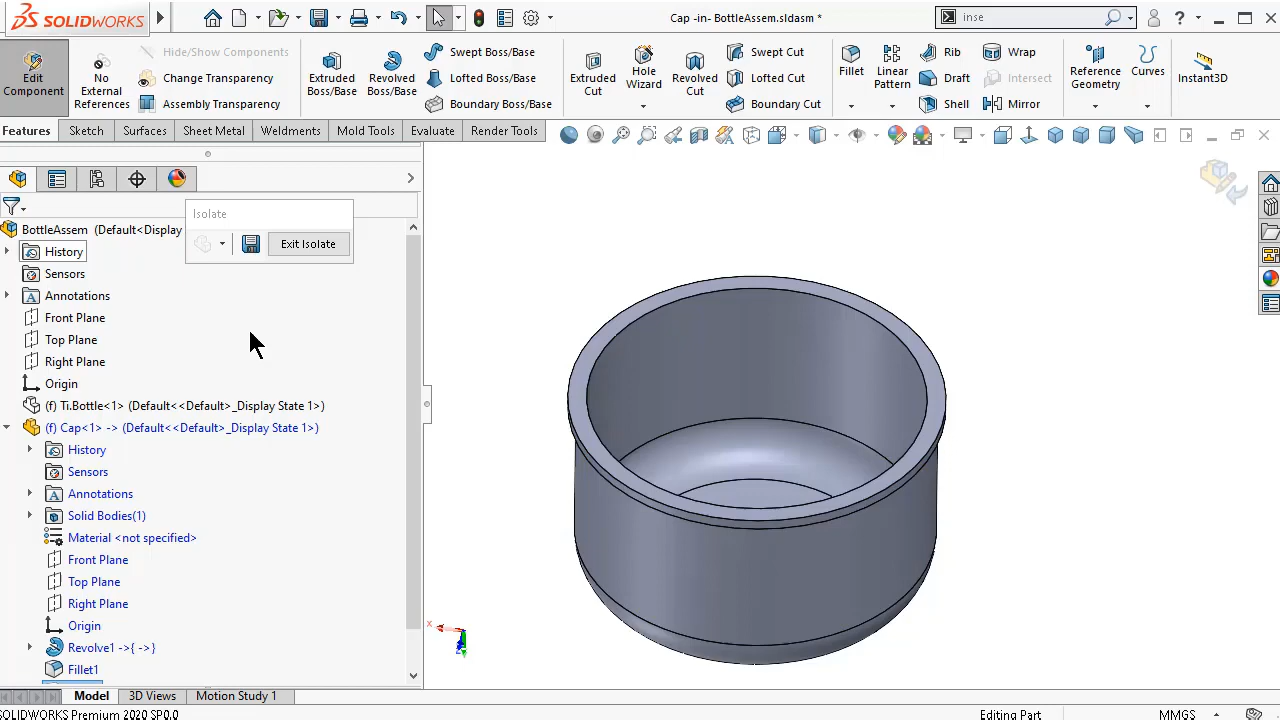 SOLIDWORKS
Cap -in- BottleAssem.sldasm *
inse
?
Edit Component
No External References
Hide/Show Components
Change Transparency
Assembly Transparency
Extruded Boss/Base
Revolved Boss/Base
Swept Boss/Base
Lofted Boss/Base
Boundary Boss/Base
Extruded Cut
Hole Wizard
Revolved Cut
Swept Cut
Lofted Cut
Boundary Cut
Fillet
Linear Pattern
Rib
Draft
Shell
Wrap
Intersect
Mirror
Reference Geometry
Curves
Instant3D
Features
Sketch
Surfaces
Sheet Metal
Weldments
Mold Tools
Evaluate
Render Tools
Isolate
Exit Isolate
BottleAssem (Default<Display
History
Sensors
Annotations
Front Plane
Top Plane
Right Plane
Origin
(f) Ti.Bottle<1> (Default<<Default>_Display State 1>)
(f) Cap<1> -> (Default<<Default>_Display State 1>)
History
Sensors
Annotations
Solid Bodies(1)
Material <not specified>
Front Plane
Top Plane
Right Plane
Origin
Revolve1 ->{ ->}
Fillet1
x
Model
3D Views
Motion Study 1
SOLIDWORKS Premium 2020 SP0.0
Editing Part
MMGS